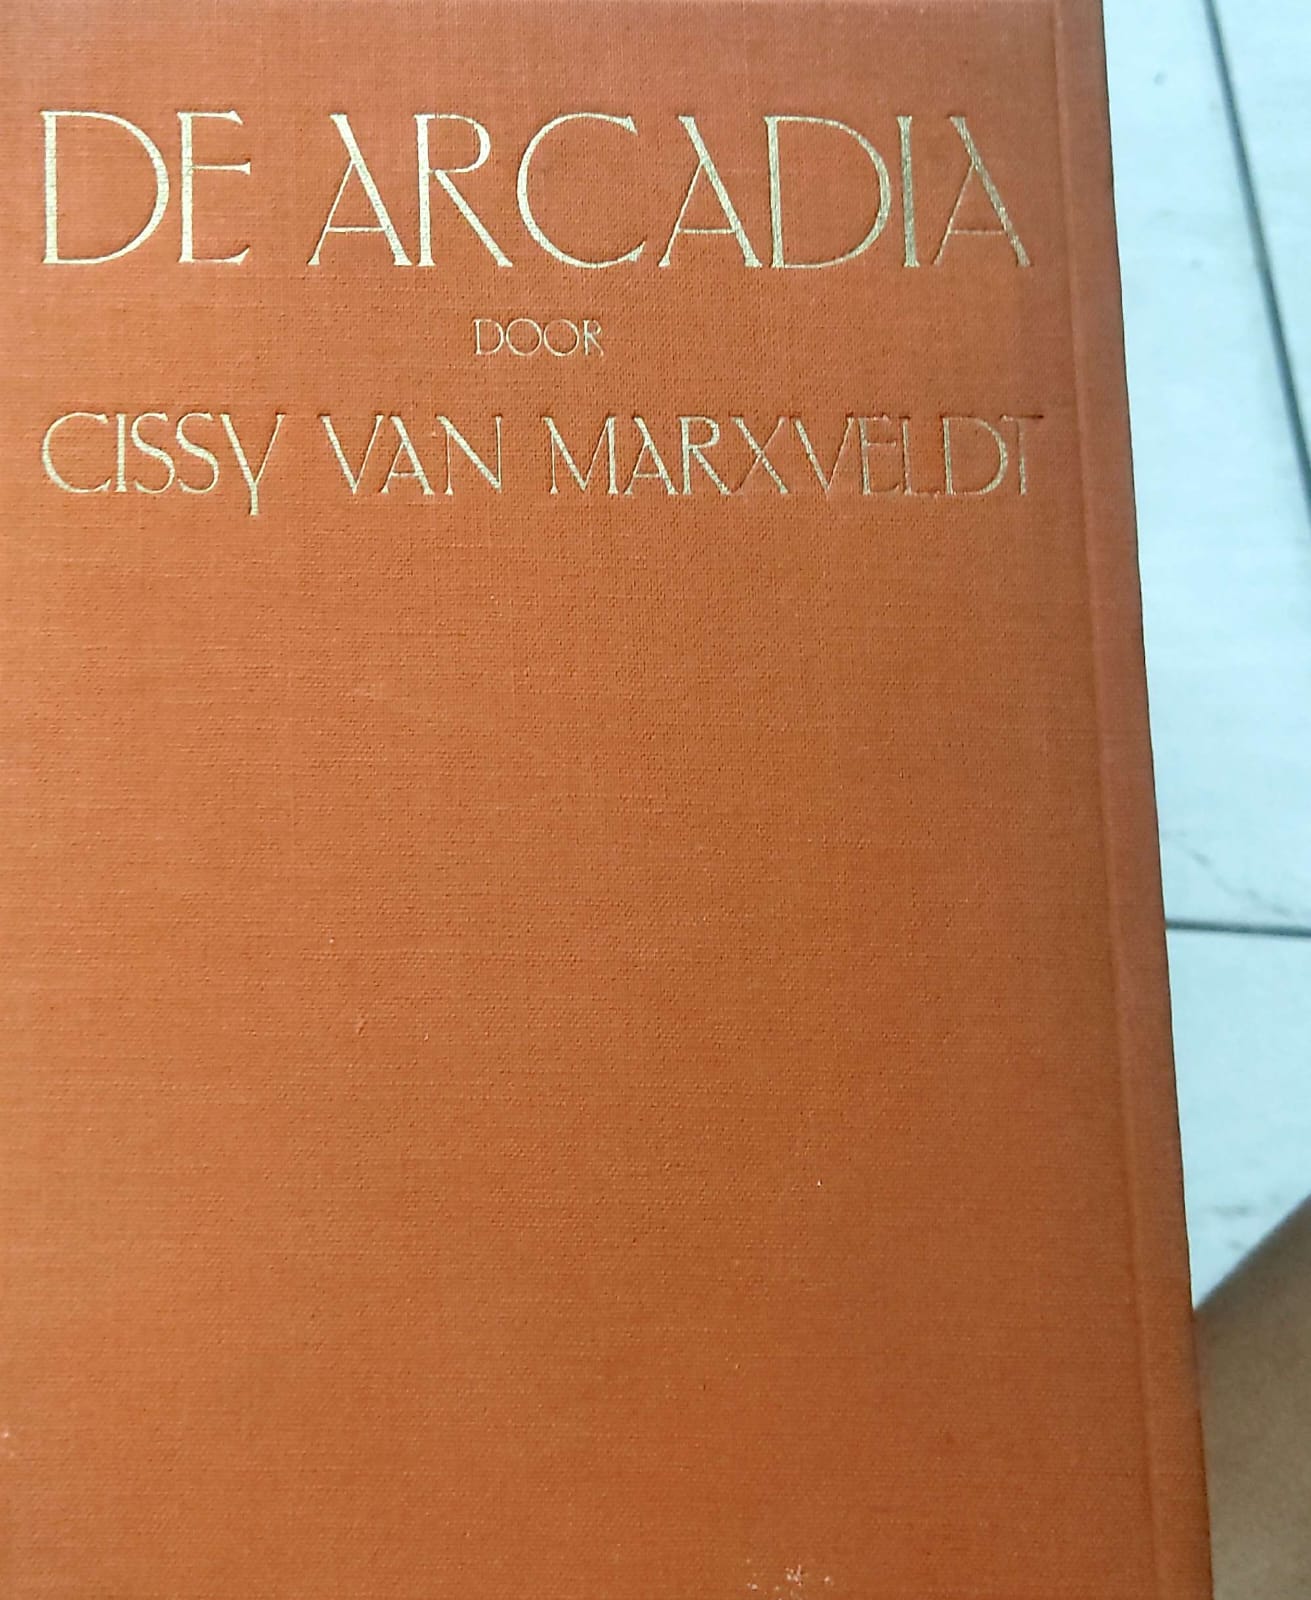 DE ARCADIA
DOOR
CISSY VAN MARXVELDT